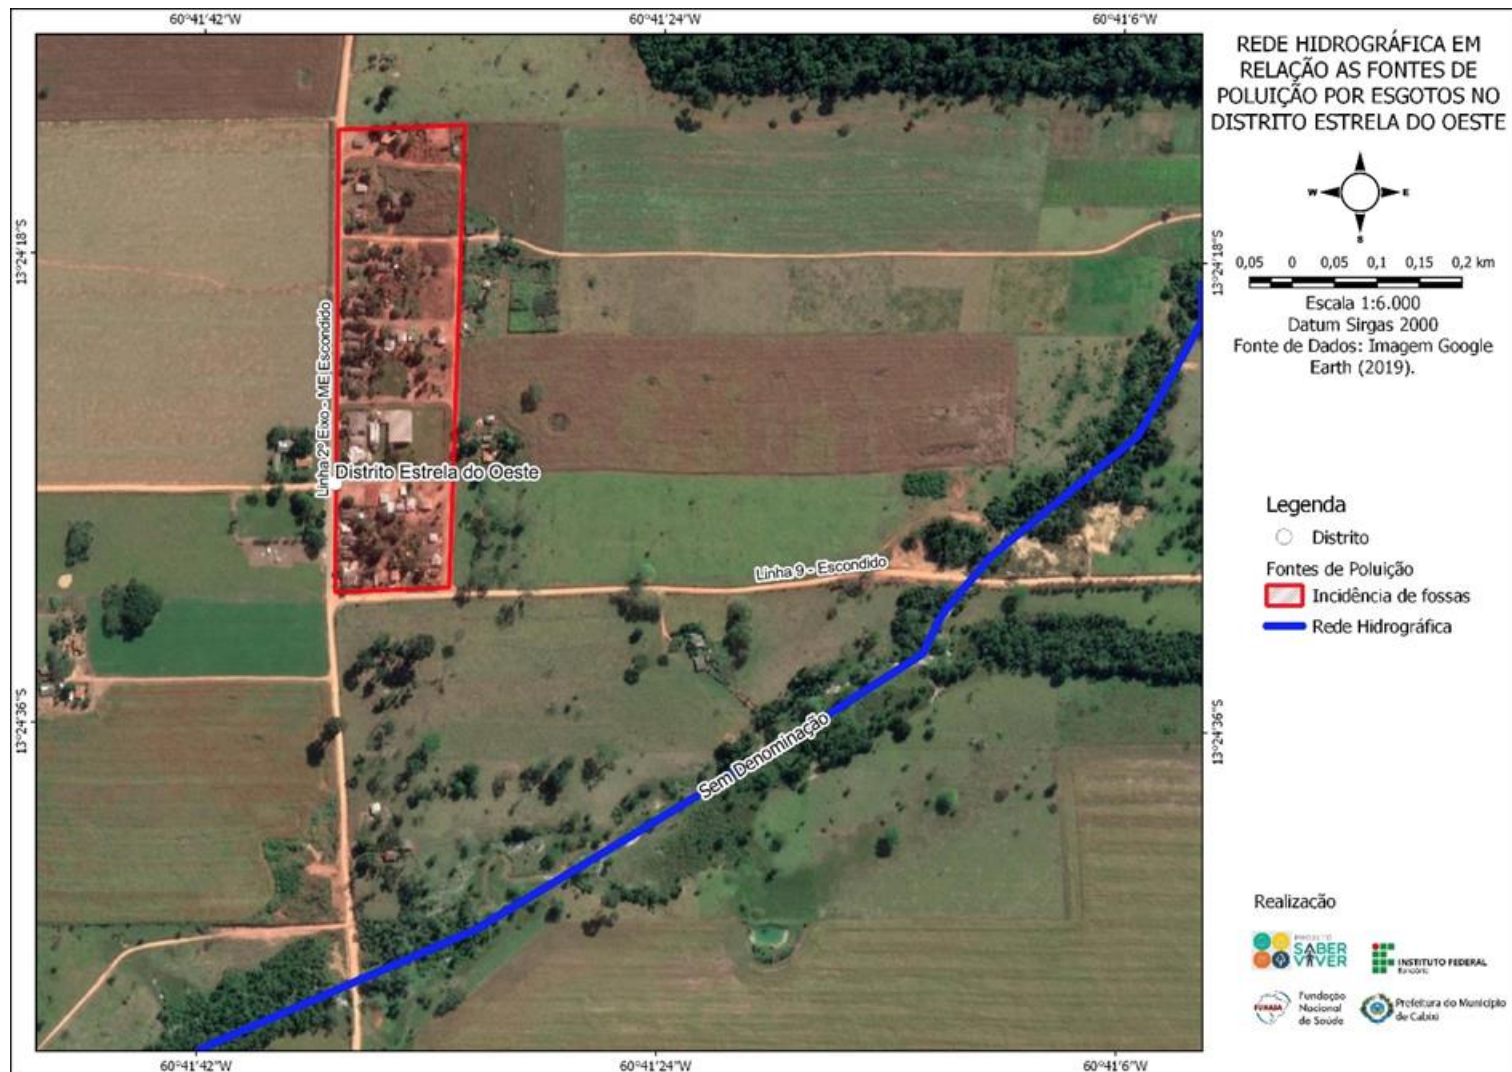 60°41'42"W
60°41'24"W
60°41'6"W
REDE HIDROGRÁFICA EM
RELAÇÃO AS FONTES DE
POLUIÇÃO POR ESGOTOS NO
DISTRITO ESTRELA DO OESTE
W
E
S
0,05 0 0,05 0,1 0,15 0,2 km
Escala 1:6.000
Datum Sirgas 2000
Fonte de Dados: Imagem Google
Earth (2019).
13°24'18"S
13°24'18"S
Linha 2º Eixo - ME Escondido
Distrito Estrela do Oeste
Linha 9 - Escondido
Legenda
Distrito
Fontes de Poluição
Incidência de fossas
Rede Hidrográfica
13°24'36"S
13°24'36"S
Sem Denominação
Realização
PROJETO
SABER
VIVER
INSTITUTO FEDERAL
Rondônia
FUNASA
Fundação
Nacional
de Saúde
Prefeitura do Município
de Cabixi
60°41'42"W
60°41'24"W
60°41'6"W